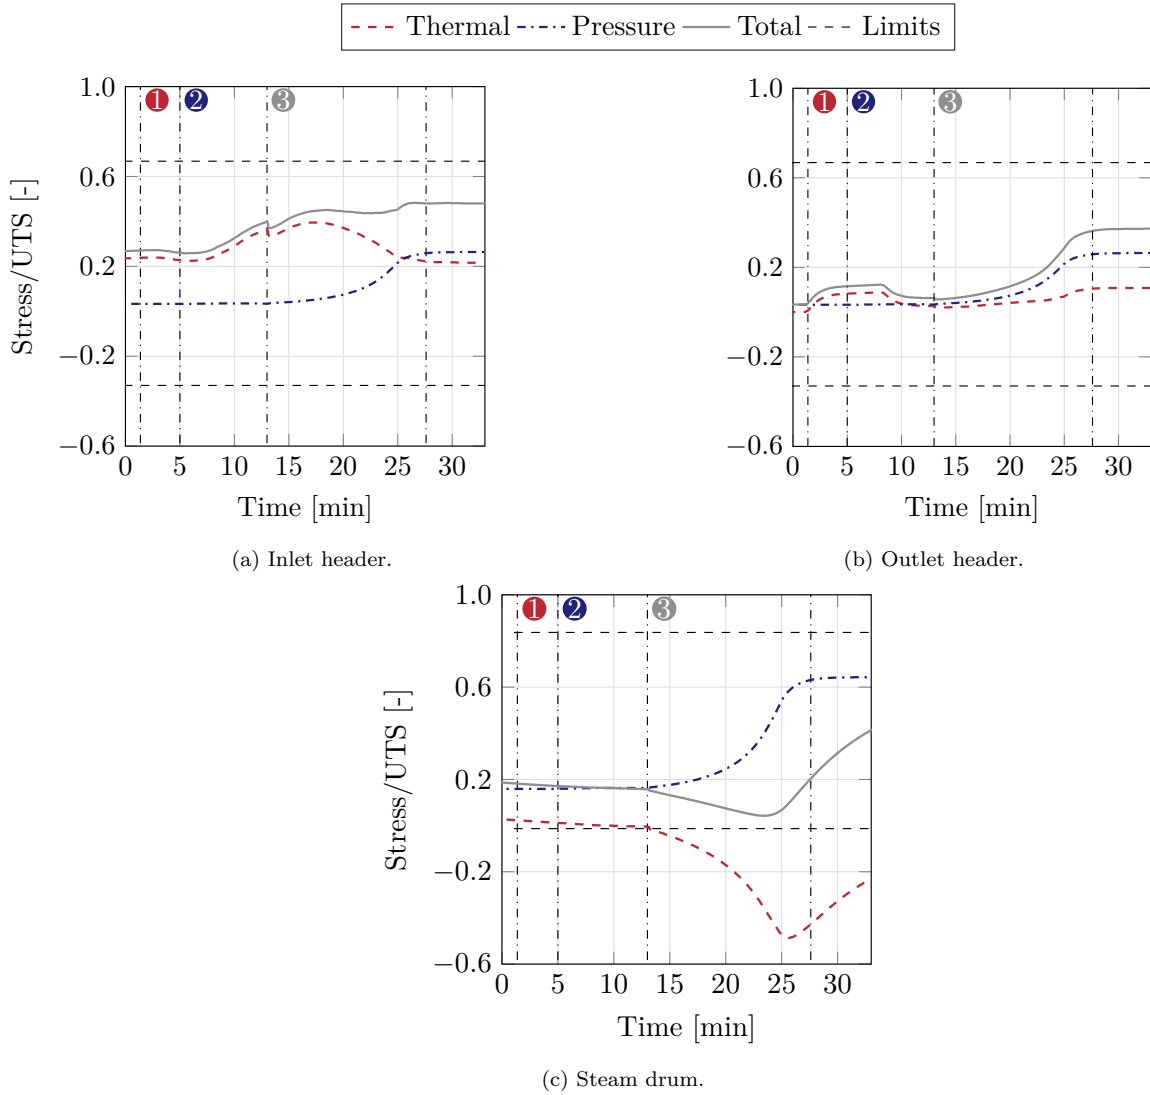 Thermal Pressure Total Limits
1 2 3
1.0
0.6
0.2
−0.2
−0.6
Stress/UTS [-]
0 5 10 15 20 25 30
Time [min]
(a) Inlet header.
1 2 3
1.0
0.6
0.2
−0.2
−0.6
0 5 10 15 20 25 30
Time [min]
(b) Outlet header.
1 2 3
1.0
0.6
0.2
−0.2
−0.6
Stress/UTS [-]
0 5 10 15 20 25 30
Time [min]
(c) Steam drum.